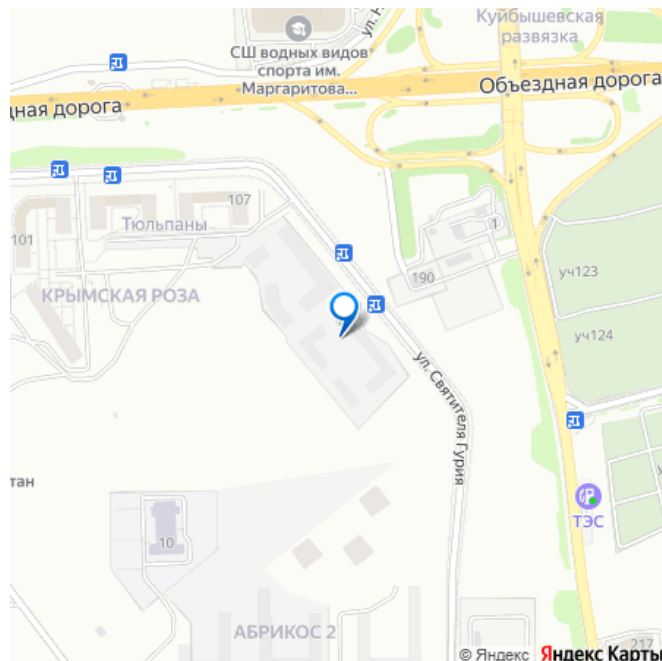 Куйбышевская
развязка
СШ водных видов
спорта им.
Маргаритова...
ул. Н
Объездная дорога
дная дорога
107
Тюльпаны
101
КРЫМСКАЯ РОЗА
1
190
уч123
уч124
ул. Святителя Гурия
тан
ТЭС
10
АБРИКОС 2
217
© Яндекс Яндекс Карты